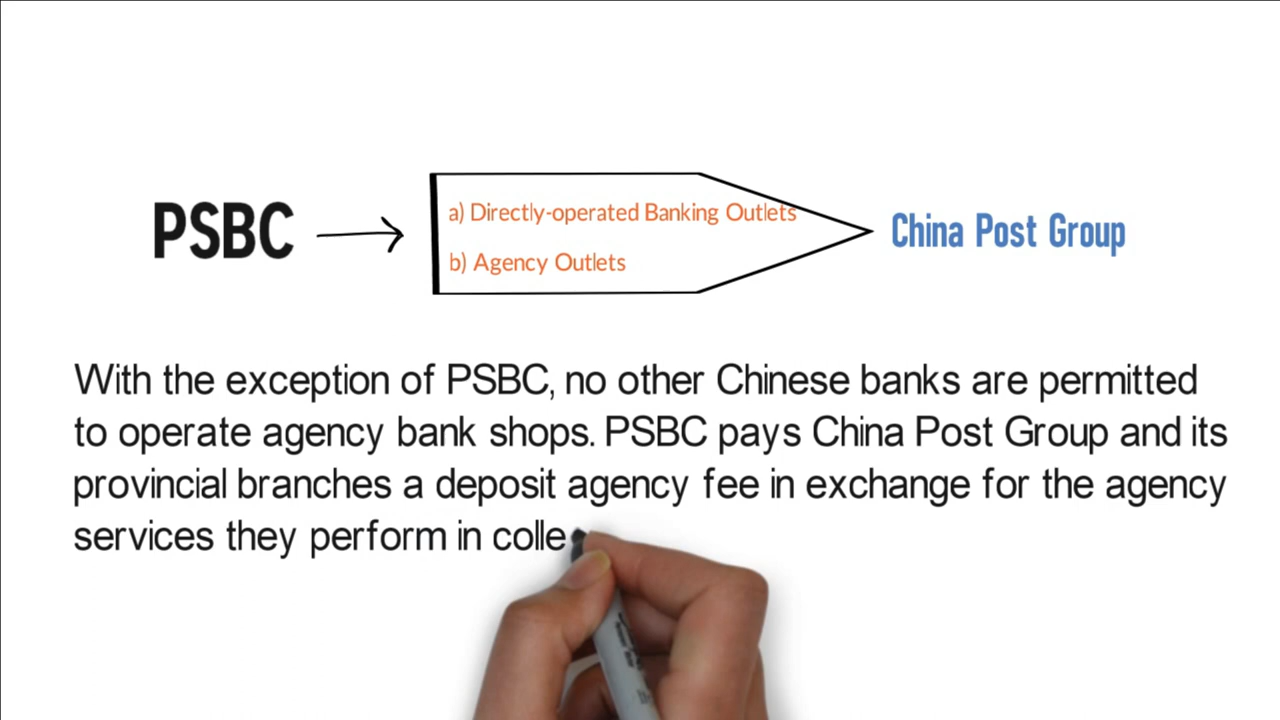 PSBC
a) Directly-operated Banking Outlets
b) Agency Outlets
China Post Group
With the exception of PSBC, no other Chinese banks are permitted
to operate agency bank shops. PSBC pays China Post Group and its
provincial branches a deposit agency fee in exchange for the agency
services they perform in colle